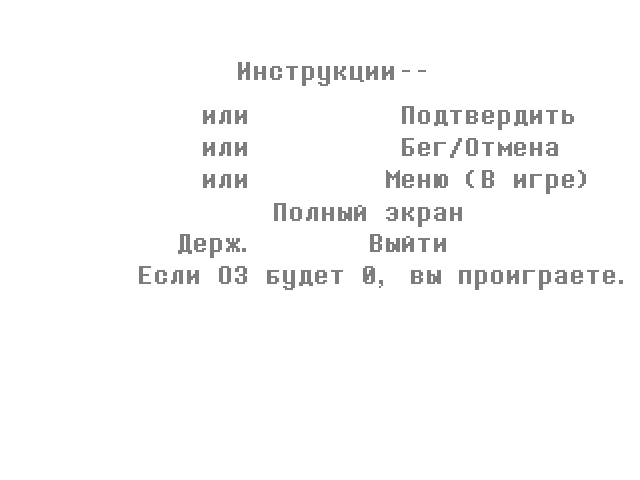 Инструкции--
или Подтвердить
или Бег/Отмена
или Меню (В игре)
Полный экран
Держ. Выйти
Если ОЗ будет 0, вы проиграете.